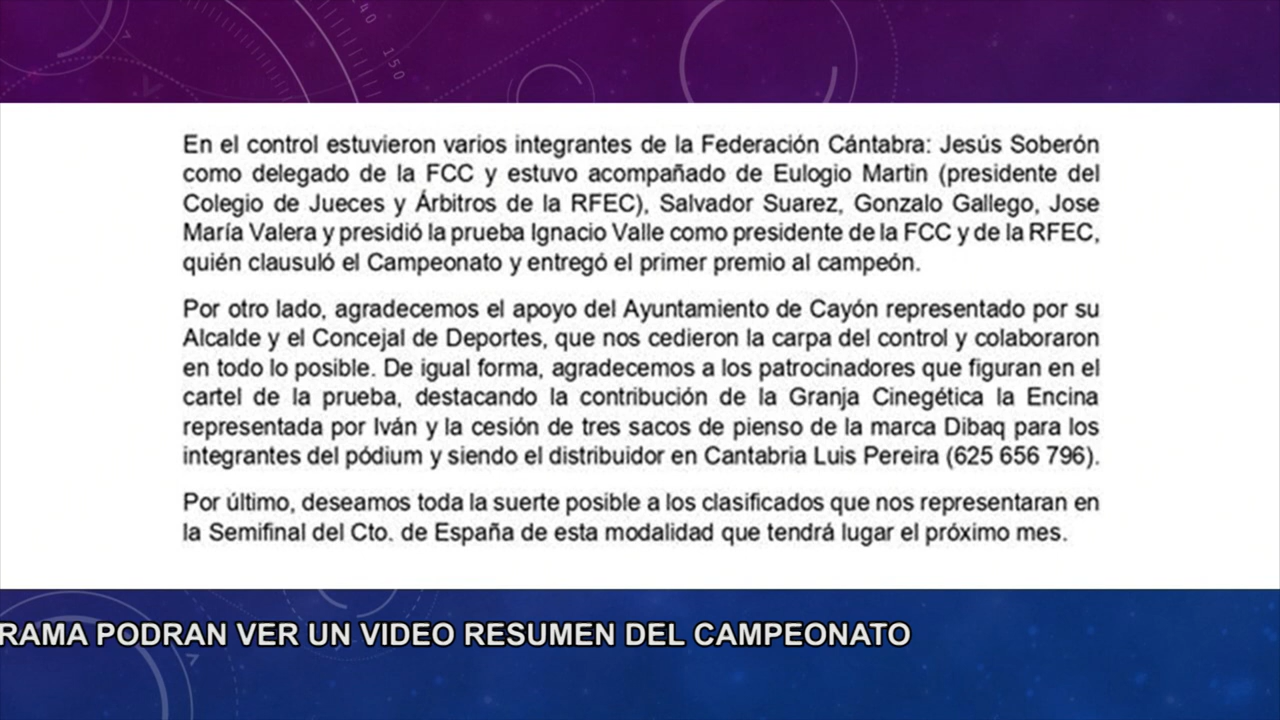 40
150
En el control estuvieron varios integrantes de la Federación Cántabra: Jesús Soberón
como delegado de la FCC y estuvo acompañado de Eulogio Martin (presidente del
Colegio de Jueces y Árbitros de la RFEC), Salvador Suarez, Gonzalo Gallego, Jose
María Valera y presidió la prueba Ignacio Valle como presidente de la FCC y de la RFEC,
quién clausuló el Campeonato y entregó el primer premio al campeón.
Por otro lado, agradecemos el apoyo del Ayuntamiento de Cayón representado por su
Alcalde y el Concejal de Deportes, que nos cedieron la carpa del control y colaboraron
en todo lo posible. De igual forma, agradecemos a los patrocinadores que figuran en el
cartel de la prueba, destacando la contribución de la Granja Cinegética la Encina
representada por Iván y la cesión de tres sacos de pienso de la marca Dibaq para los
integrantes del pódium y siendo el distribuidor en Cantabria Luis Pereira (625 656 796).
Por último, deseamos toda la suerte posible a los clasificados que nos representaran en
la Semifinal del Cto. de España de esta modalidad que tendrá lugar el próximo mes.
RAMA PODRAN VER UN VIDEO RESUMEN DEL CAMPEONATO